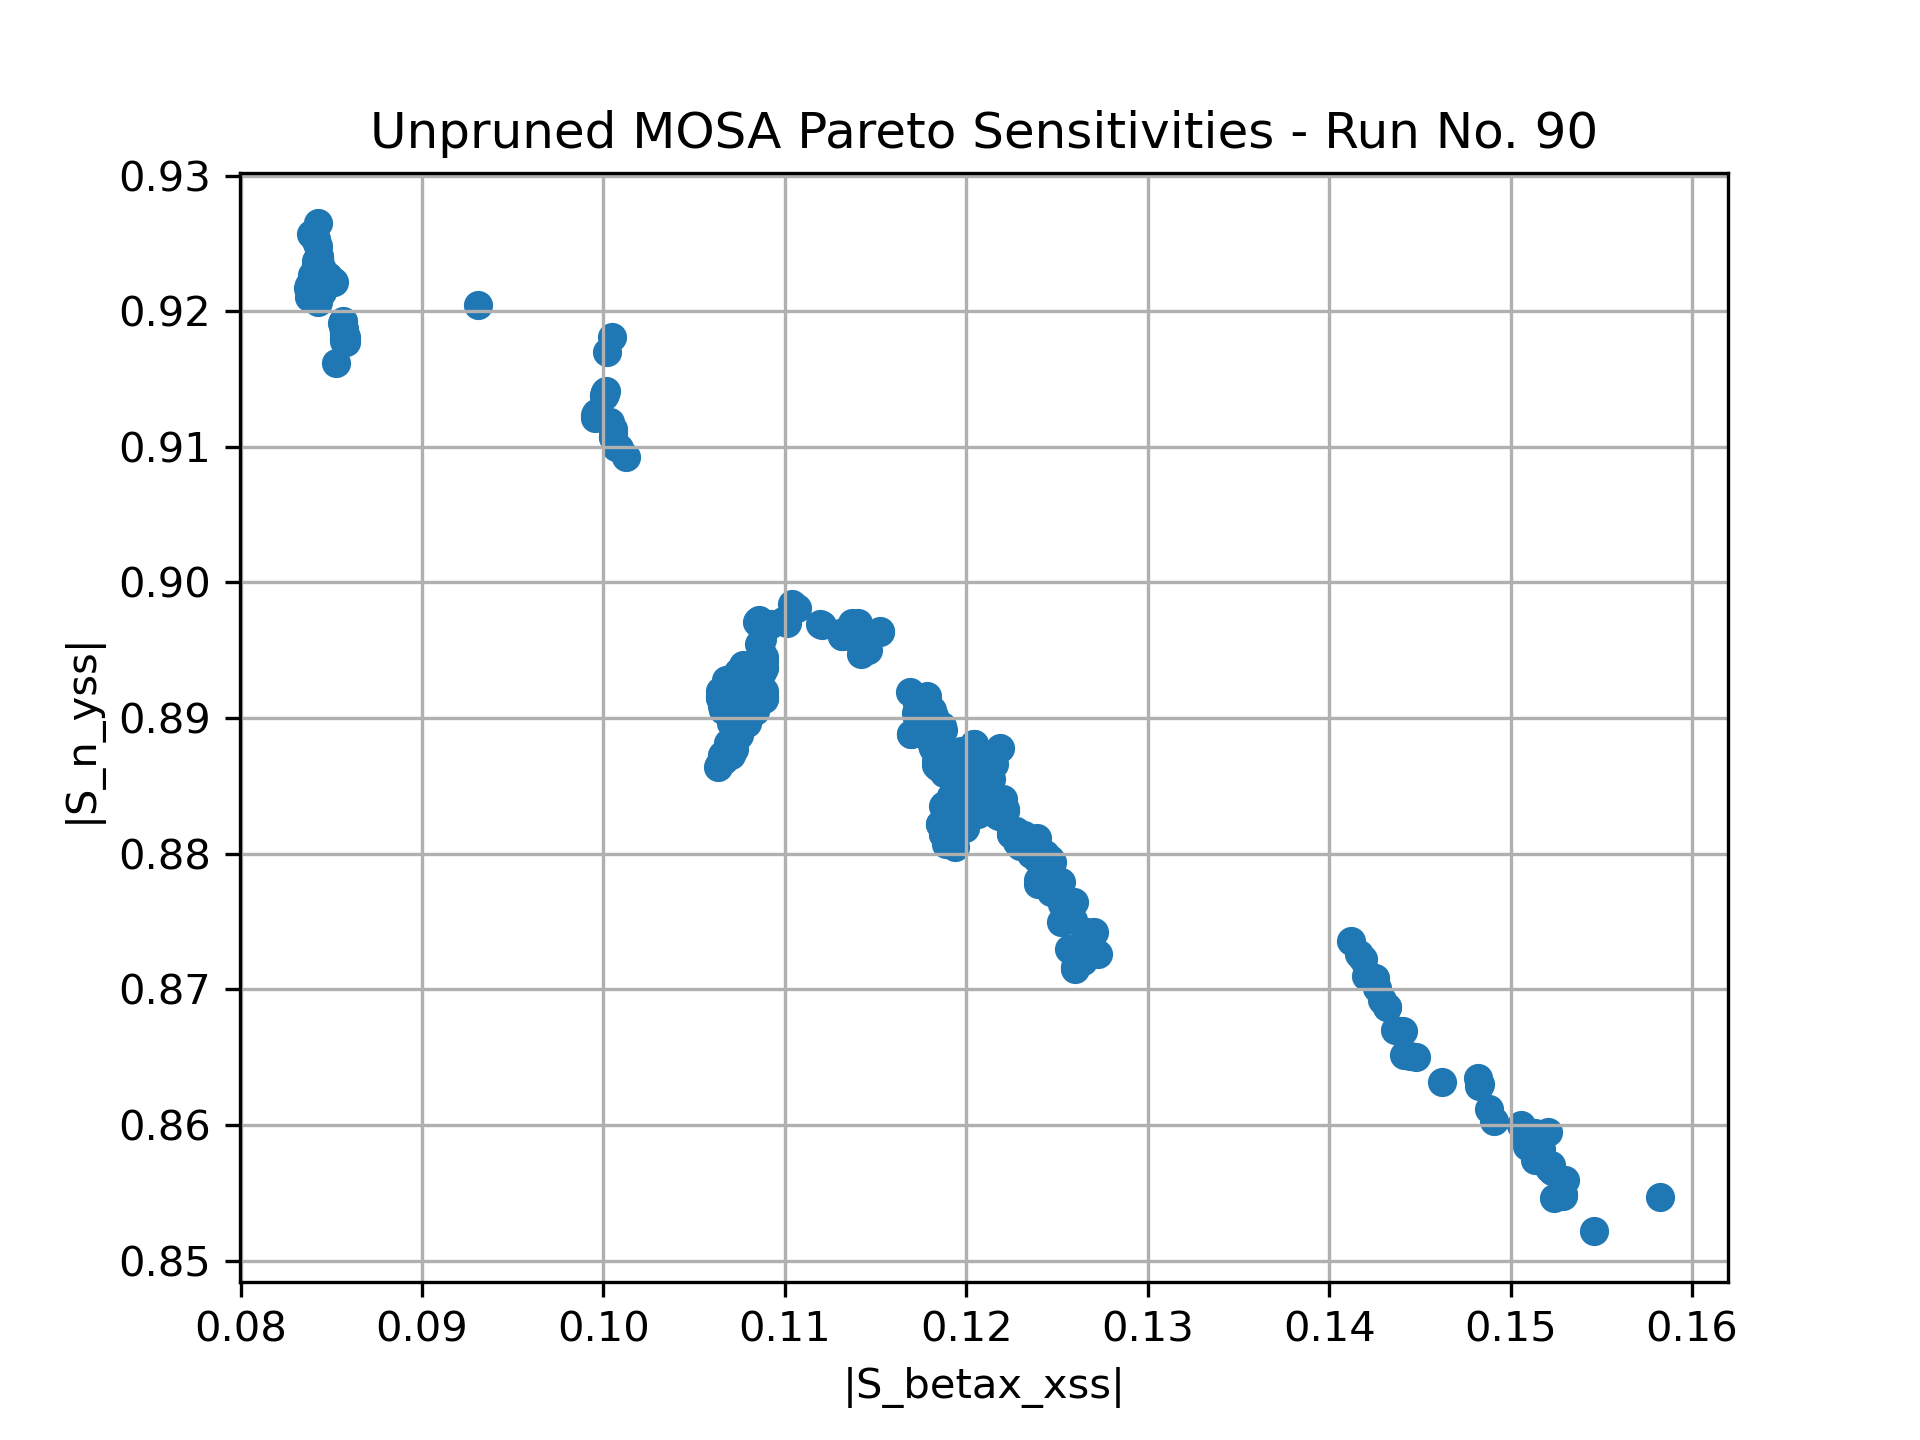 Unpruned MOSA Pareto Sensitivities - Run No. 90
0.93
0.92
0.91
0.90
0.89
0.88
0.87
0.86
0.85
|S_n_yss|
0.08 0.09 0.10 0.11 0.12 0.13 0.14 0.15 0.16
|S_betax_xss|